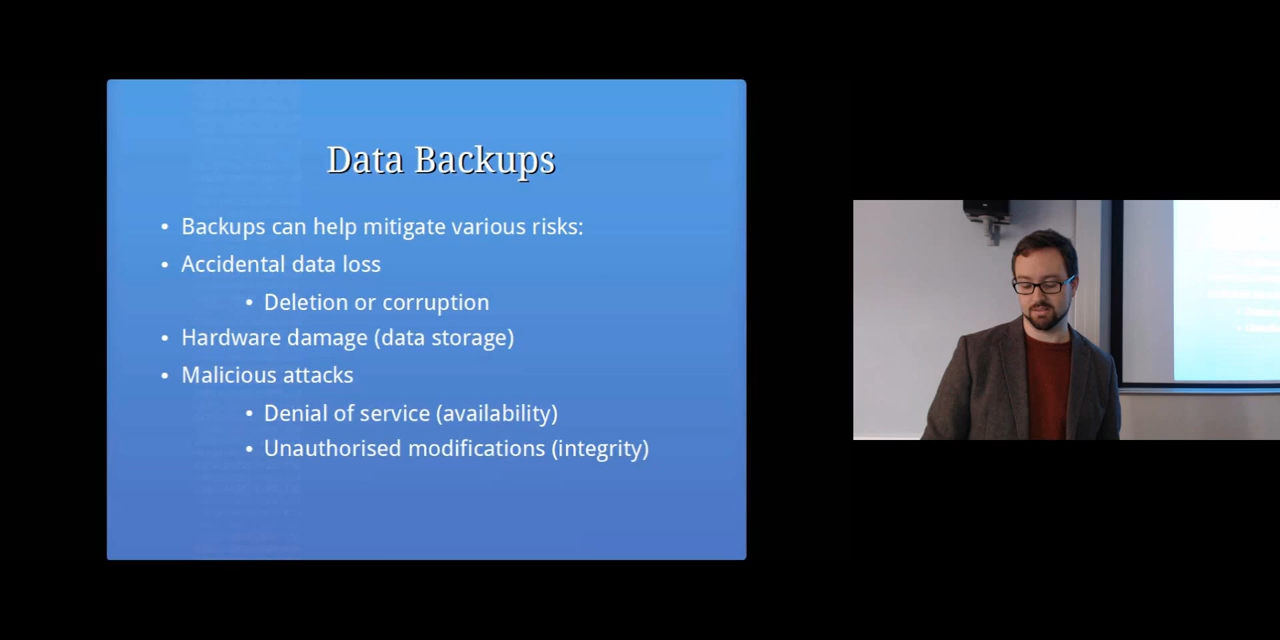 Data Backups
• Backups can help mitigate various risks:
• Accidental data loss
• Deletion or corruption
• Hardware damage (data storage)
• Malicious attacks
• Denial of service (availability)
• Unauthorised modifications (integrity)